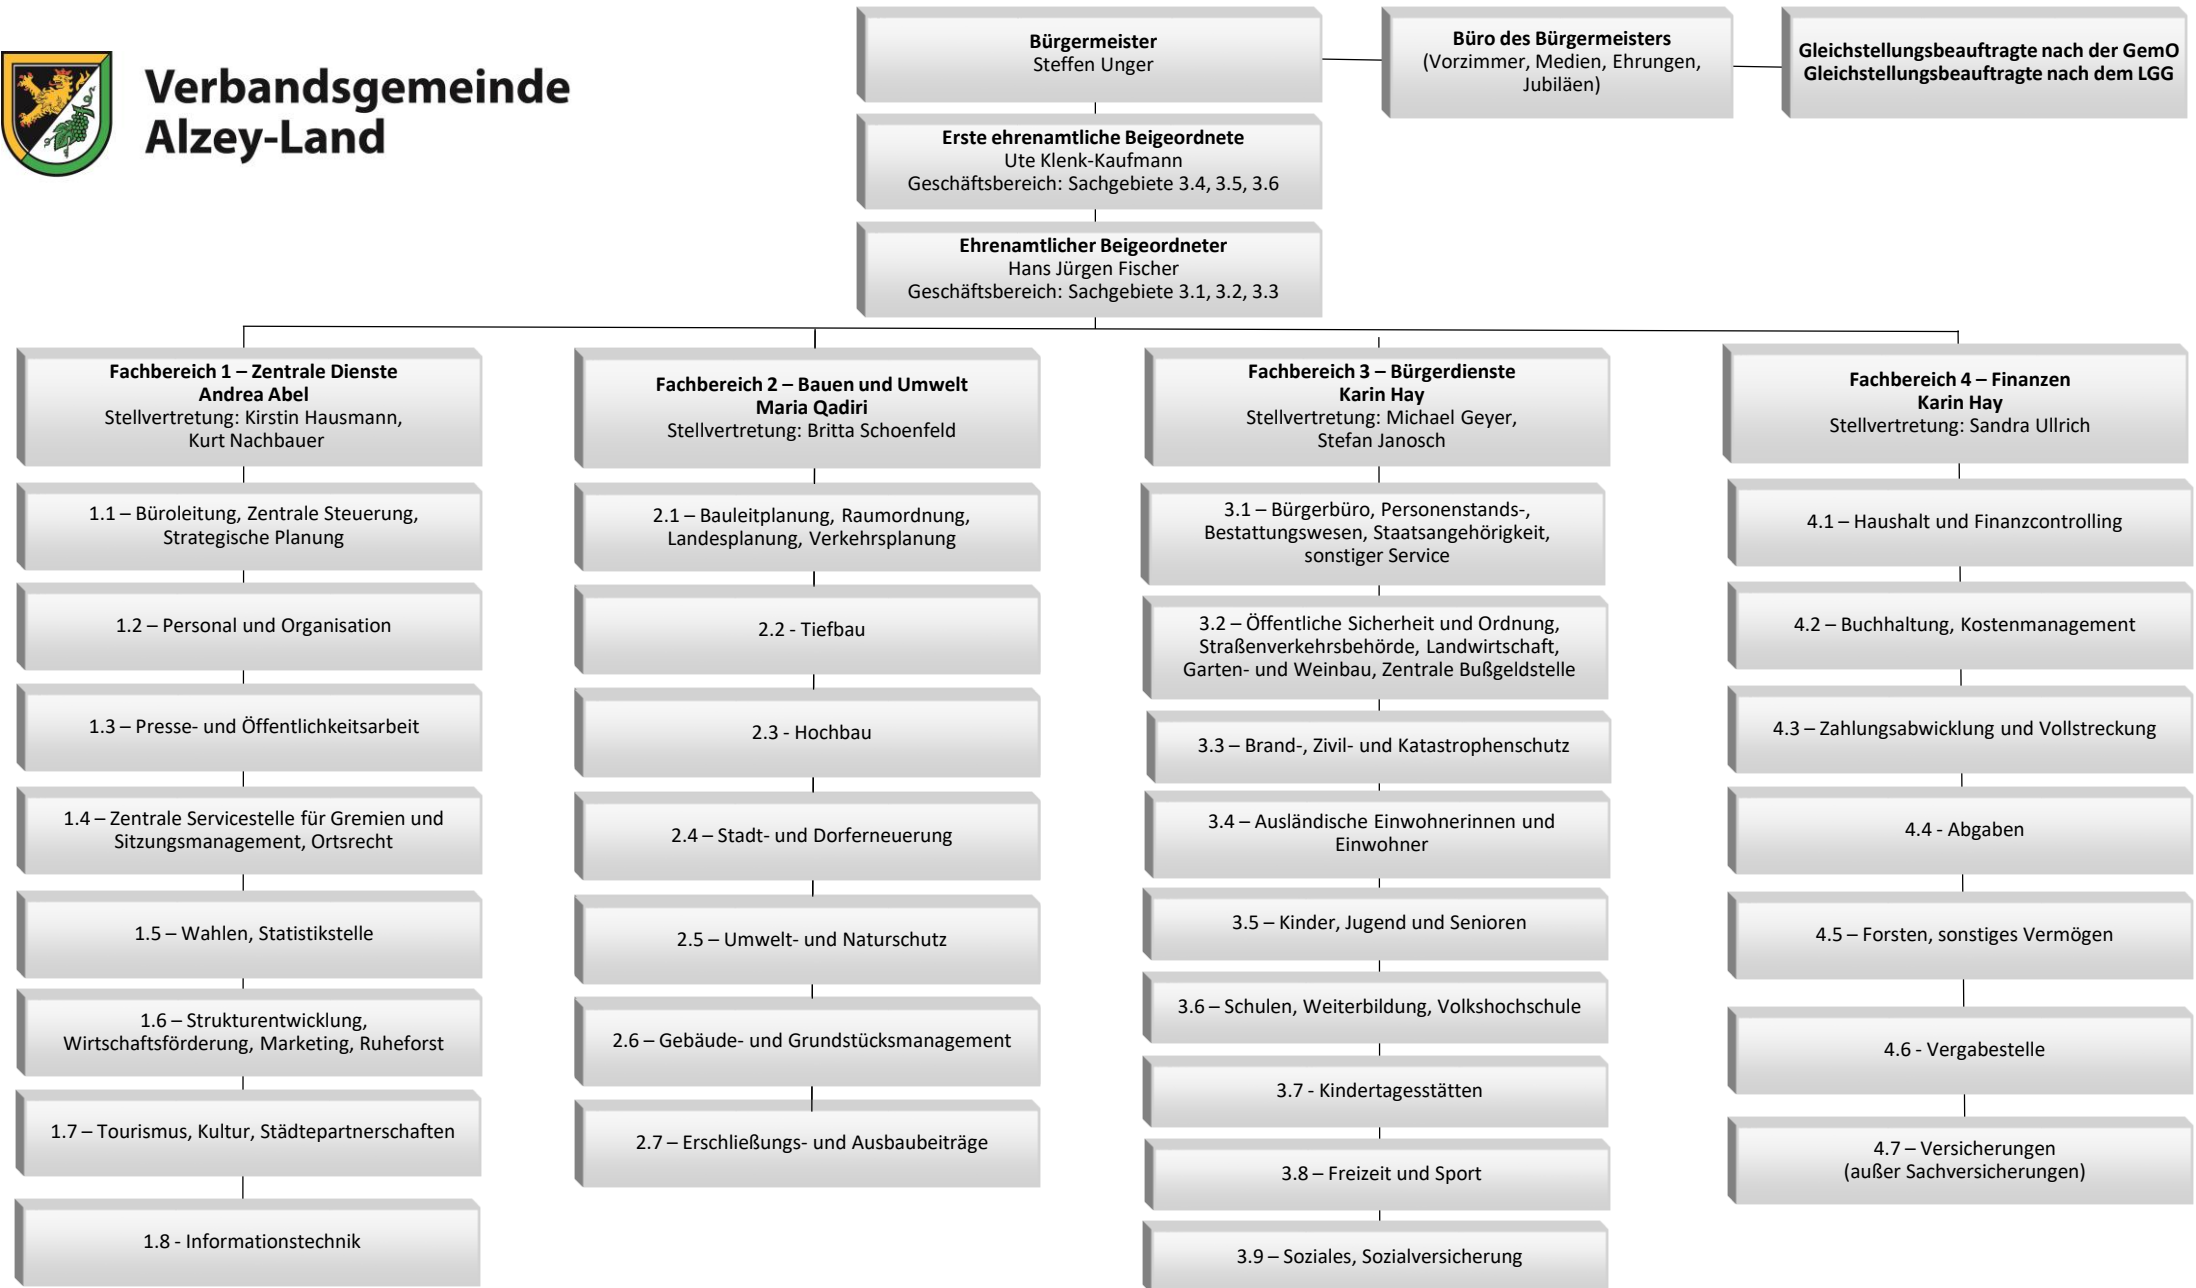 Verbandsgemeinde
Alzey-Land
Bürgermeister
Steffen Unger
Büro des Bürgermeisters
(Vorzimmer, Medien, Ehrungen,
Jubiläen)
Gleichstellungsbeauftragte nach der GemO
Gleichstellungsbeauftragte nach dem LGG
Erste ehrenamtliche Beigeordnete
Ute Klenk-Kaufmann
Geschäftsbereich: Sachgebiete 3.4, 3.5, 3.6
Ehrenamtlicher Beigeordneter
Hans Jürgen Fischer
Geschäftsbereich: Sachgebiete 3.1, 3.2, 3.3
Fachbereich 1 – Zentrale Dienste
Andrea Abel
Stellvertretung: Kirstin Hausmann,
Kurt Nachbauer
1.1 – Büroleitung, Zentrale Steuerung,
Strategische Planung
1.2 – Personal und Organisation
1.3 – Presse- und Öffentlichkeitsarbeit
1.4 – Zentrale Servicestelle für Gremien und
Sitzungsmanagement, Ortsrecht
1.5 – Wahlen, Statistikstelle
1.6 – Strukturentwicklung,
Wirtschaftsförderung, Marketing, Ruheforst
1.7 – Tourismus, Kultur, Städtepartnerschaften
1.8 - Informationstechnik
Fachbereich 2 – Bauen und Umwelt
Maria Qadiri
Stellvertretung: Britta Schoenfeld
2.1 – Bauleitplanung, Raumordnung,
Landesplanung, Verkehrsplanung
2.2 - Tiefbau
2.3 - Hochbau
2.4 – Stadt- und Dorferneuerung
2.5 – Umwelt- und Naturschutz
2.6 – Gebäude- und Grundstücksmanagement
2.7 – Erschließungs- und Ausbaubeiträge
Fachbereich 3 – Bürgerdienste
Karin Hay
Stellvertretung: Michael Geyer,
Stefan Janosch
3.1 – Bürgerbüro, Personenstands-,
Bestattungswesen, Staatsangehörigkeit,
sonstiger Service
3.2 – Öffentliche Sicherheit und Ordnung,
Straßenverkehrsbehörde, Landwirtschaft,
Garten- und Weinbau, Zentrale Bußgeldstelle
3.3 – Brand-, Zivil- und Katastrophenschutz
3.4 – Ausländische Einwohnerinnen und
Einwohner
3.5 – Kinder, Jugend und Senioren
3.6 – Schulen, Weiterbildung, Volkshochschule
3.7 - Kindertagesstätten
3.8 – Freizeit und Sport
3.9 – Soziales, Sozialversicherung
Fachbereich 4 – Finanzen
Karin Hay
Stellvertretung: Sandra Ullrich
4.1 – Haushalt und Finanzcontrolling
4.2 – Buchhaltung, Kostenmanagement
4.3 – Zahlungsabwicklung und Vollstreckung
4.4 - Abgaben
4.5 – Forsten, sonstiges Vermögen
4.6 - Vergabestelle
4.7 – Versicherungen
(außer Sachversicherungen)